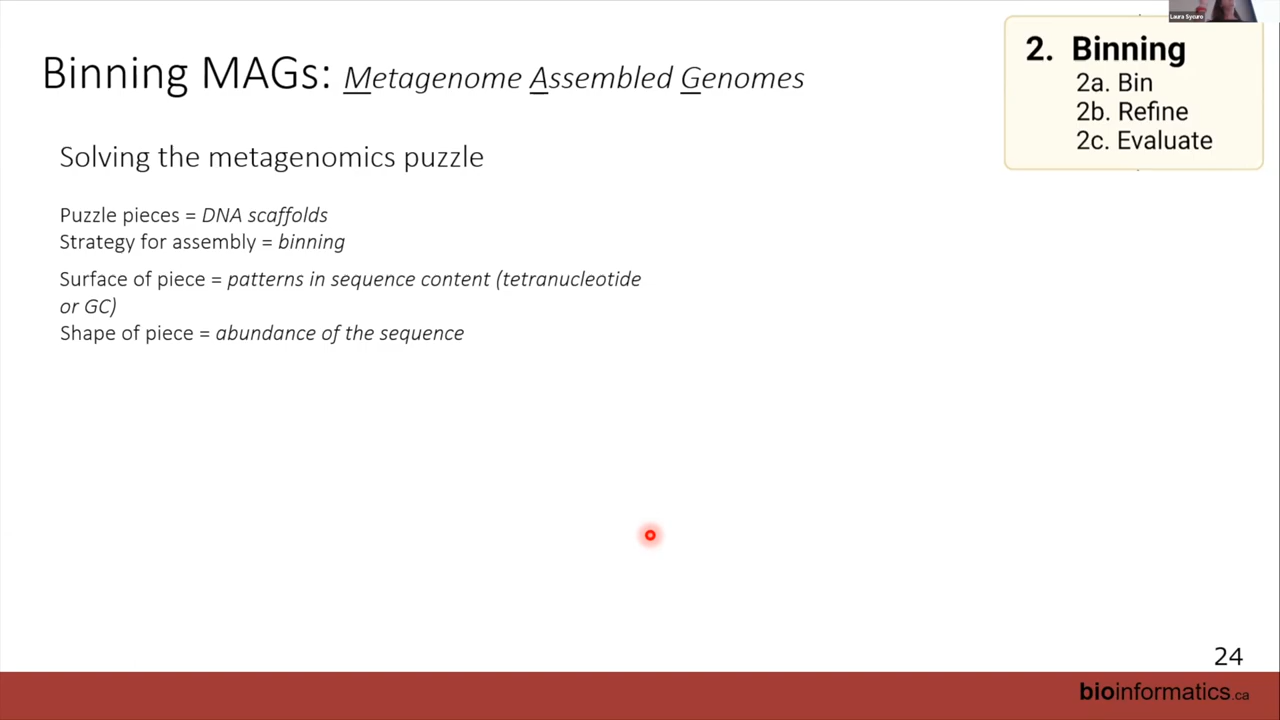 Laura Sycuro
Binning MAGs: Metagenome Assembled Genomes
2. Binning
2a. Bin
2b. Refine
2c. Evaluate
Solving the metagenomics puzzle
Puzzle pieces = DNA scaffolds
Strategy for assembly = binning
Surface of piece = patterns in sequence content (tetranucleotide
or GC)
Shape of piece = abundance of the sequence
24
bioinformatics.ca